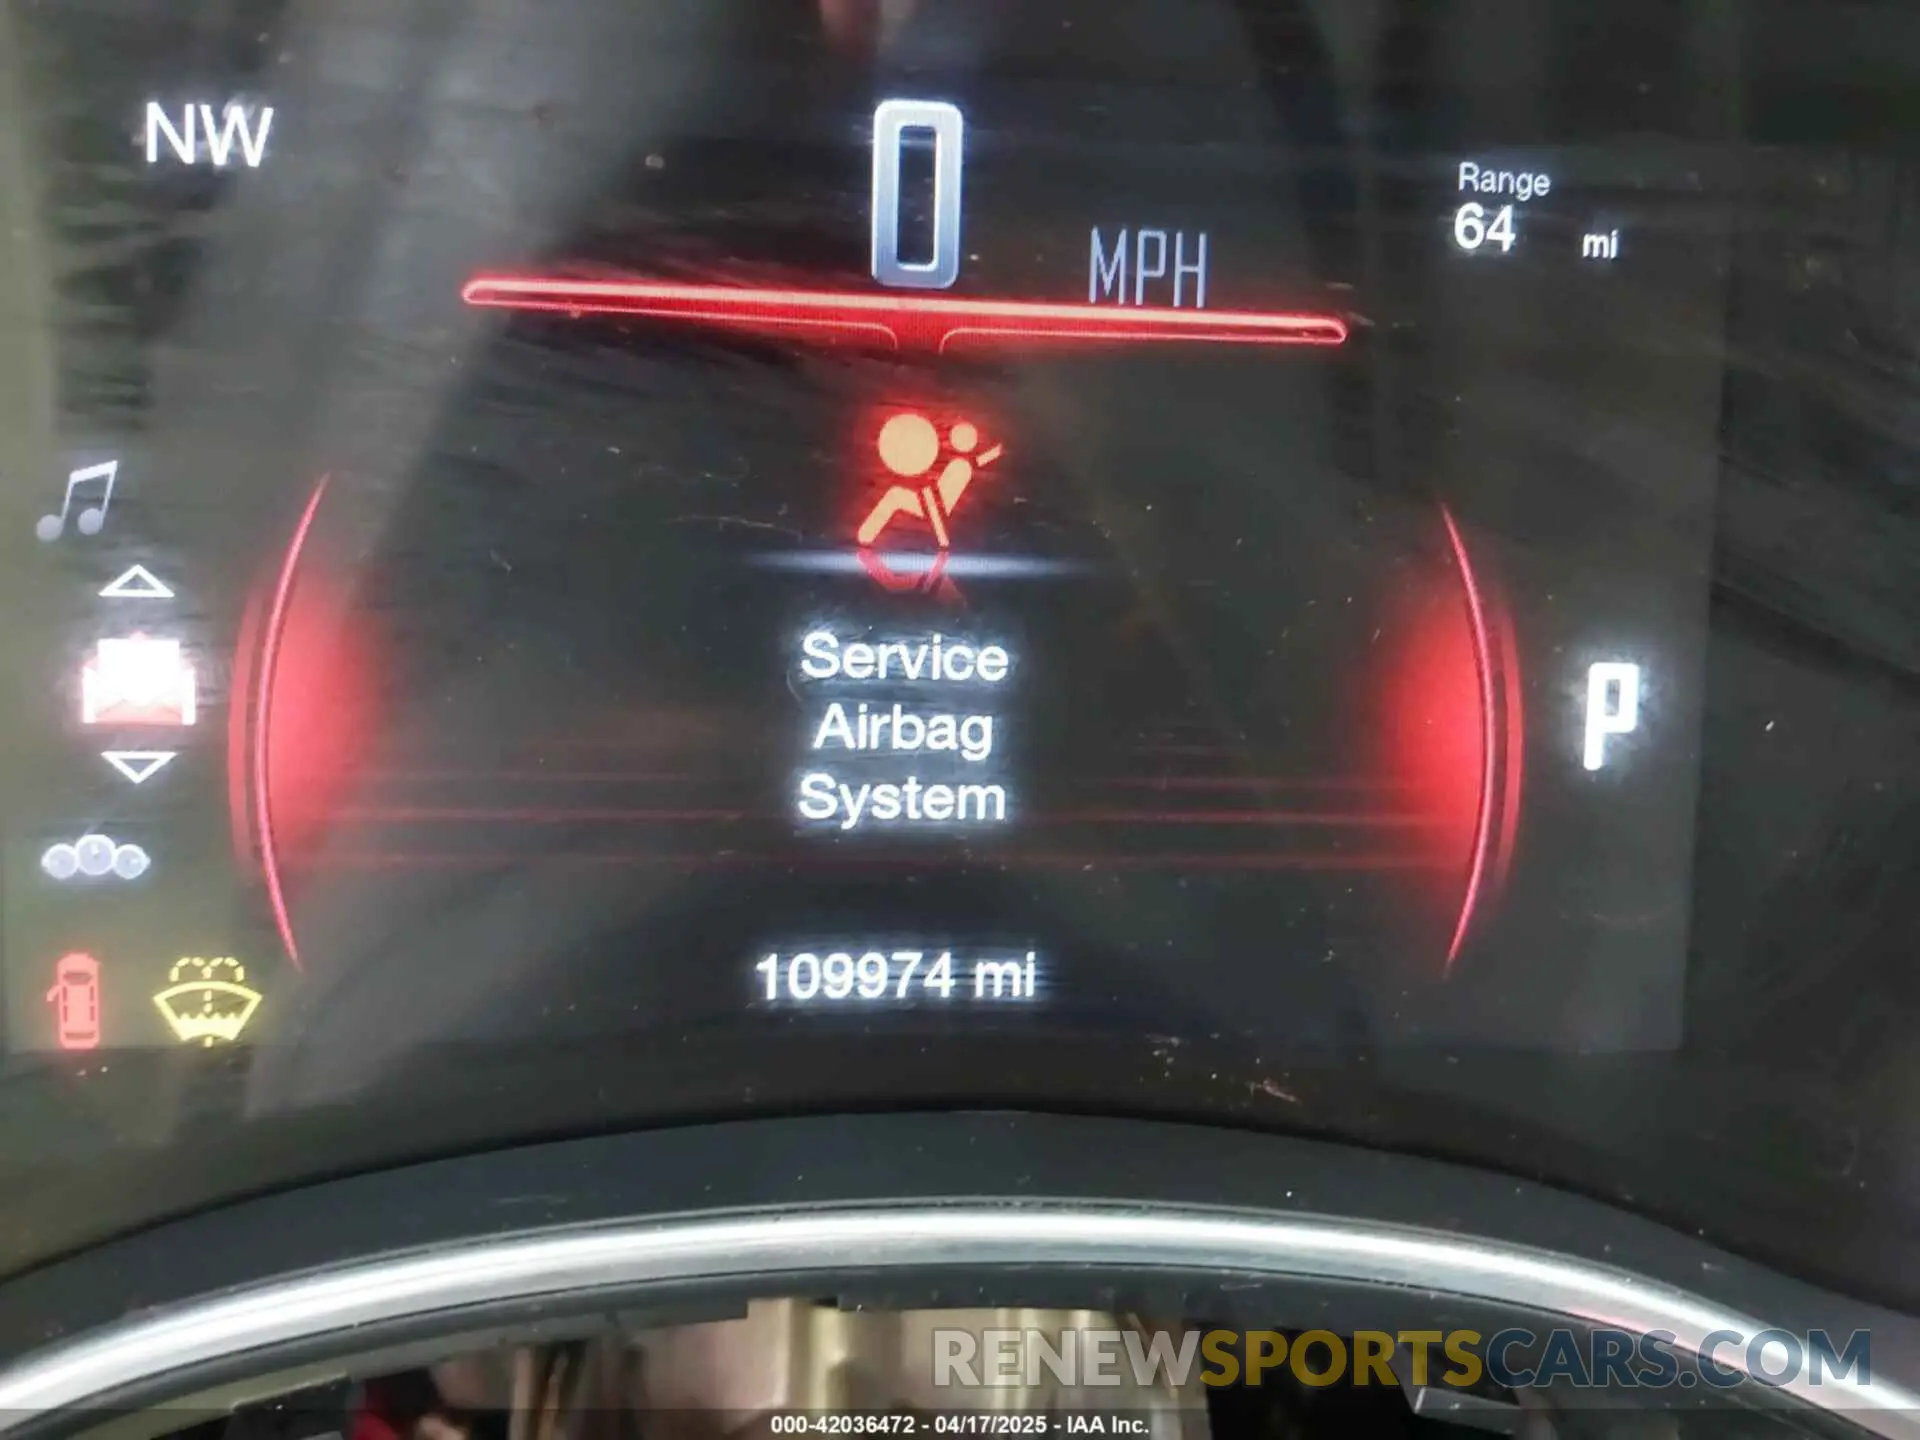 NW
0
MPH
Range
64 mi
Service
Airbag
System
P
109974 mi
RENEWSPORTSCARS.COM
000-42036472 - 04/17/2025 - IAA Inc.